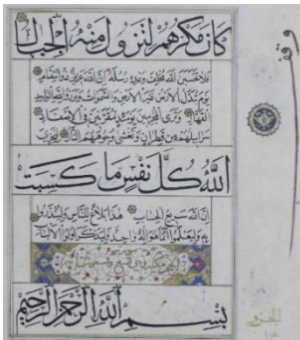 كان مكرهم لتزول منه الجبال
فلا تحسبن الله مخلف وعده رسله إن الله عزيز ذو انتقام
يوم تبدل الأرض غير الأرض والسموات وبرزوا لله الواحد
القهار وترى المجرمين يومئذ مقرنين في الأصفاد
سرابيلهم من قطران وتغشى وجوههم النار ليجزي
الله كل نفس ما كسبت
إن الله سريع الحساب هذا بلاغ للناس ولينذروا
به وليعلموا أنما هو إله واحد وليذكر أولوا الألباب
بسم الله الرحمن الرحيم
وقف